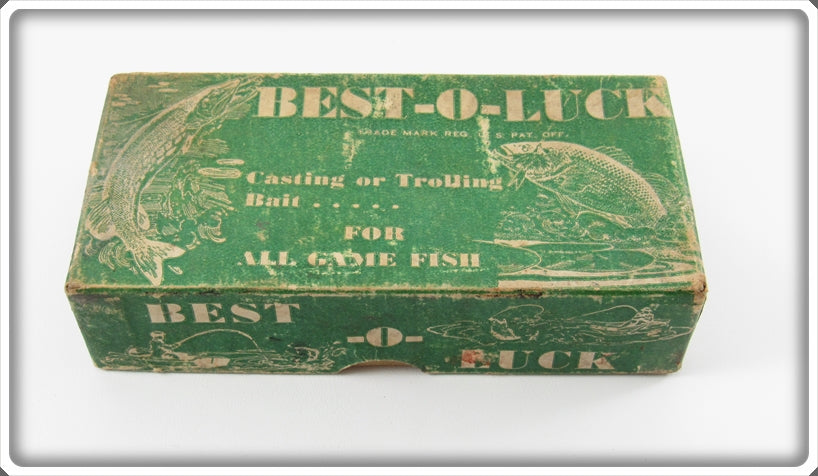 BEST-O-LUCK
TRADE MARK REG. U. S. PAT. OFF.
Casting or Trolling
Bait . . . . .
FOR
ALL GAME FISH
BEST
-O-
LUCK